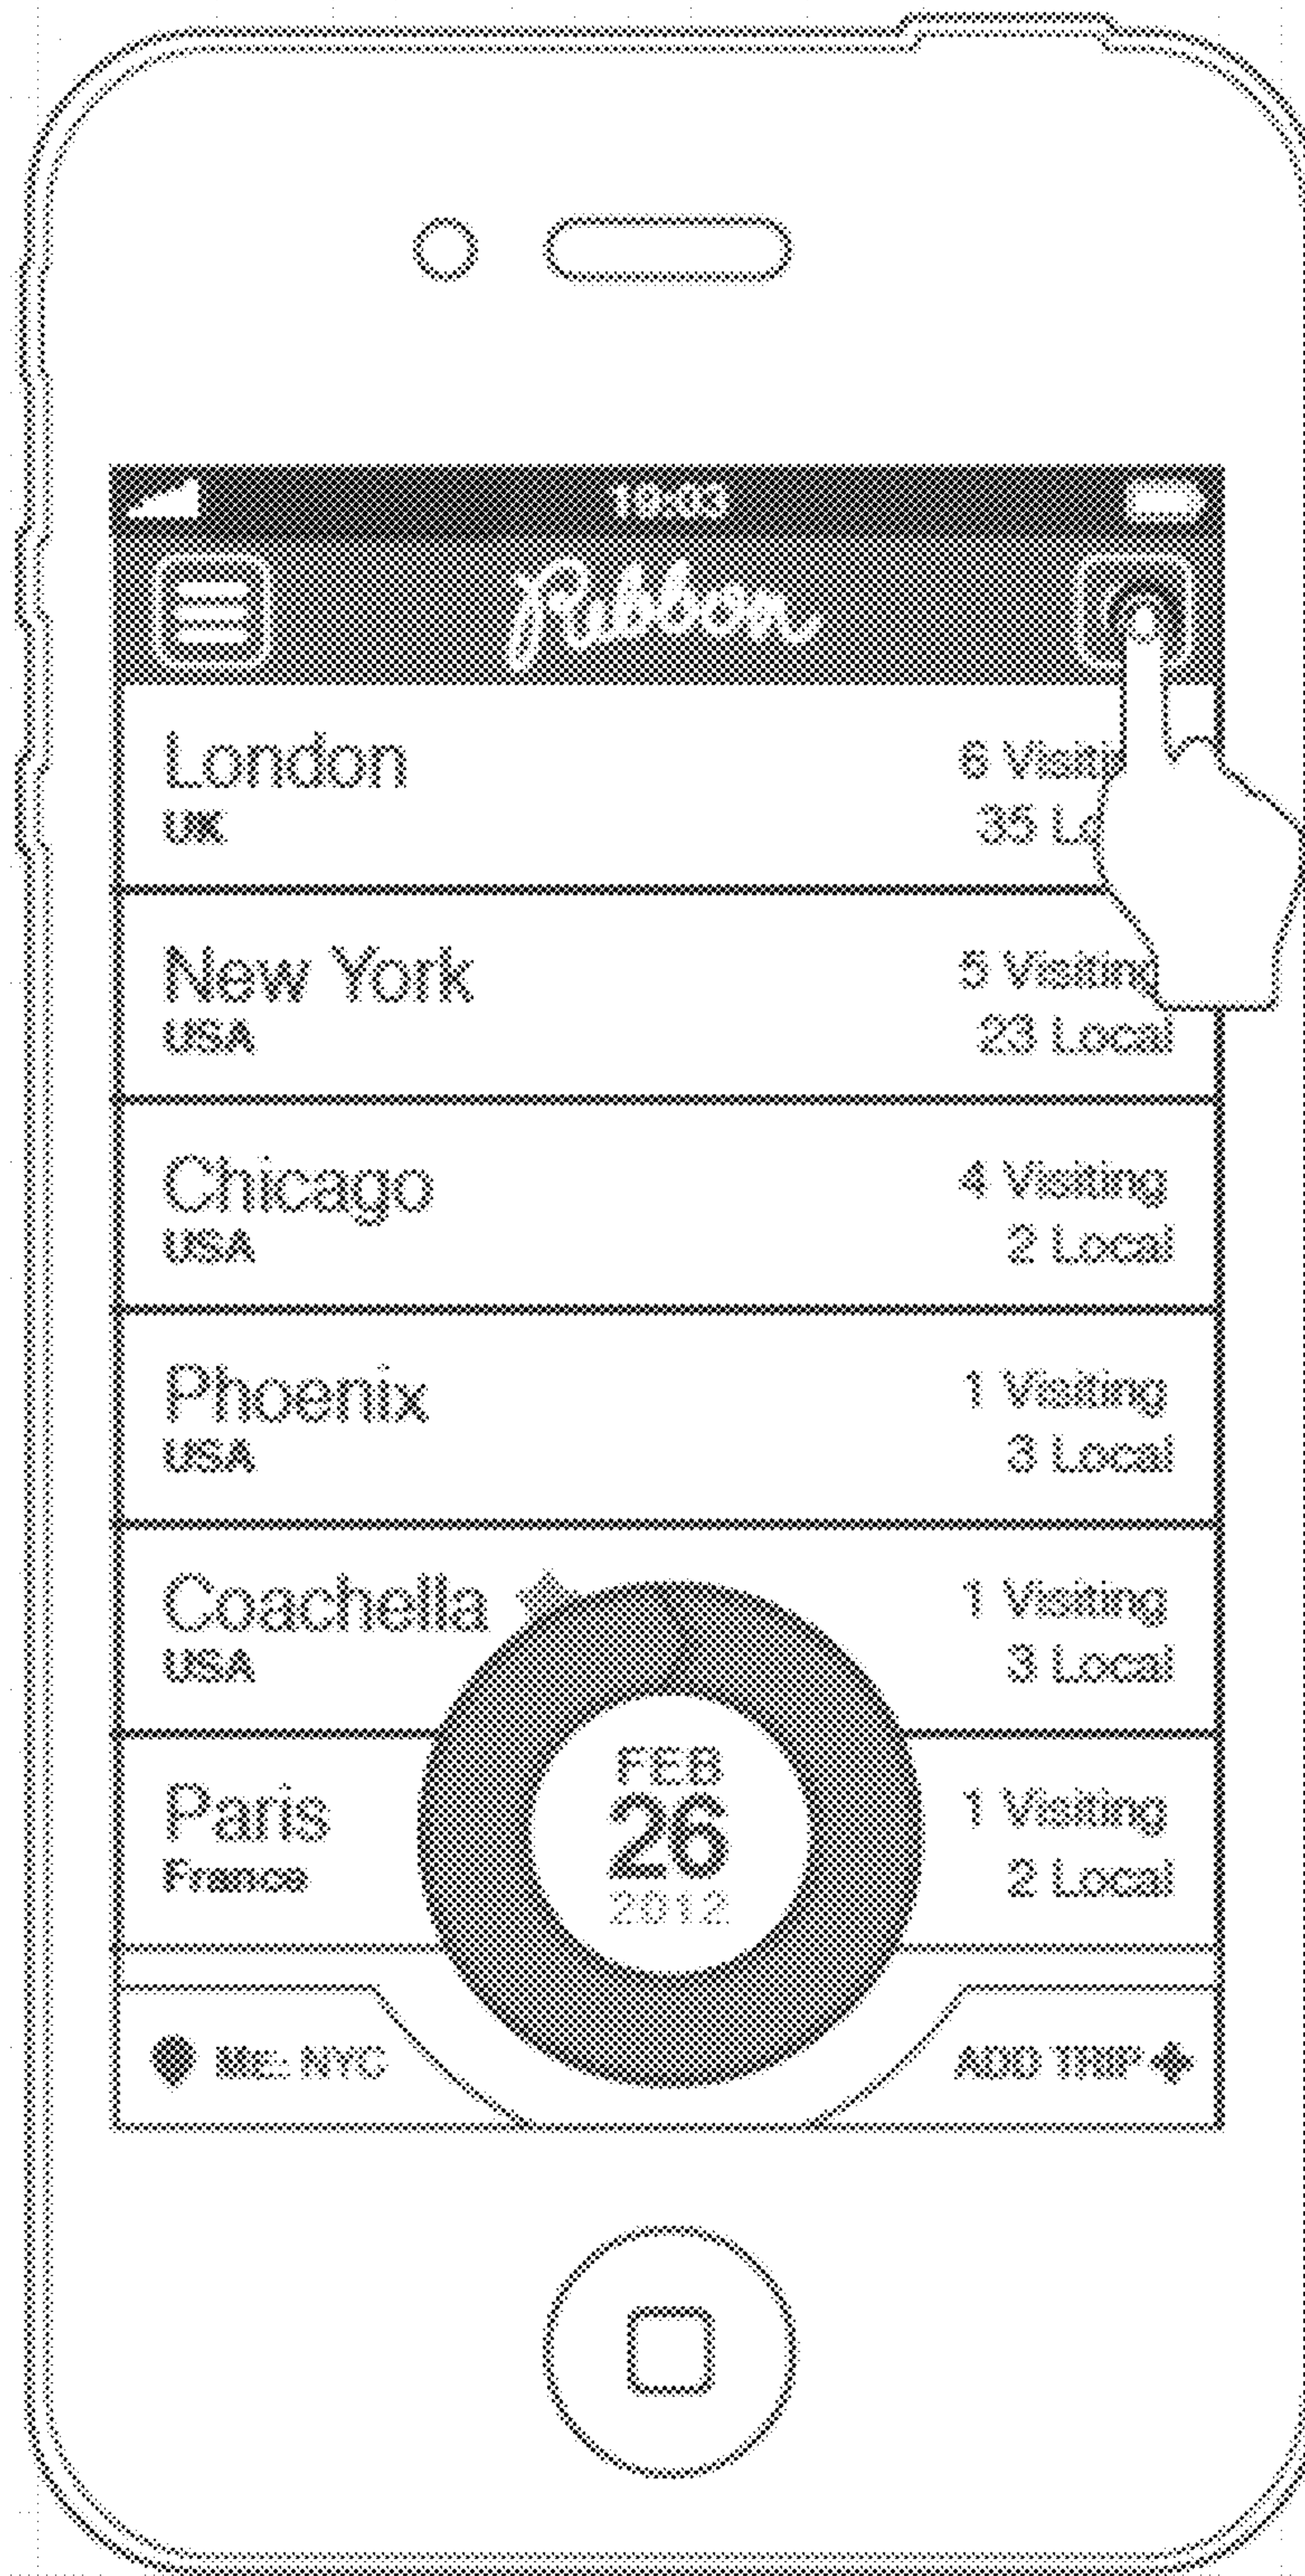 Ribbon
London
6 Visiti
UK
35 Lo
New York
5 Visiting
USA
23 Local
Chicago
4 Visiting
USA
2 Local
Phoenix
1 Visiting
USA
3 Local
Coachella
1 Visiting
USA
3 Local
FEB
26
2012
Paris
1 Visiting
France
2 Local
ME: NYC
ADD TRIP